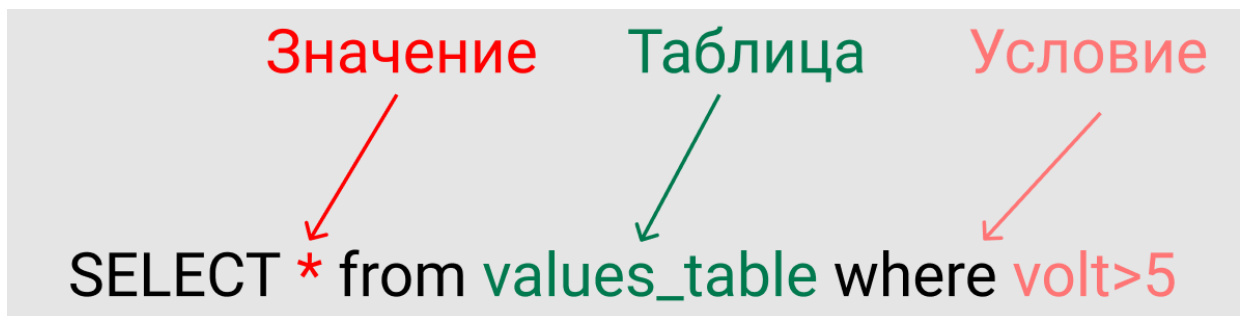 Значение Таблица Условие
SELECT * from values_table where volt>5